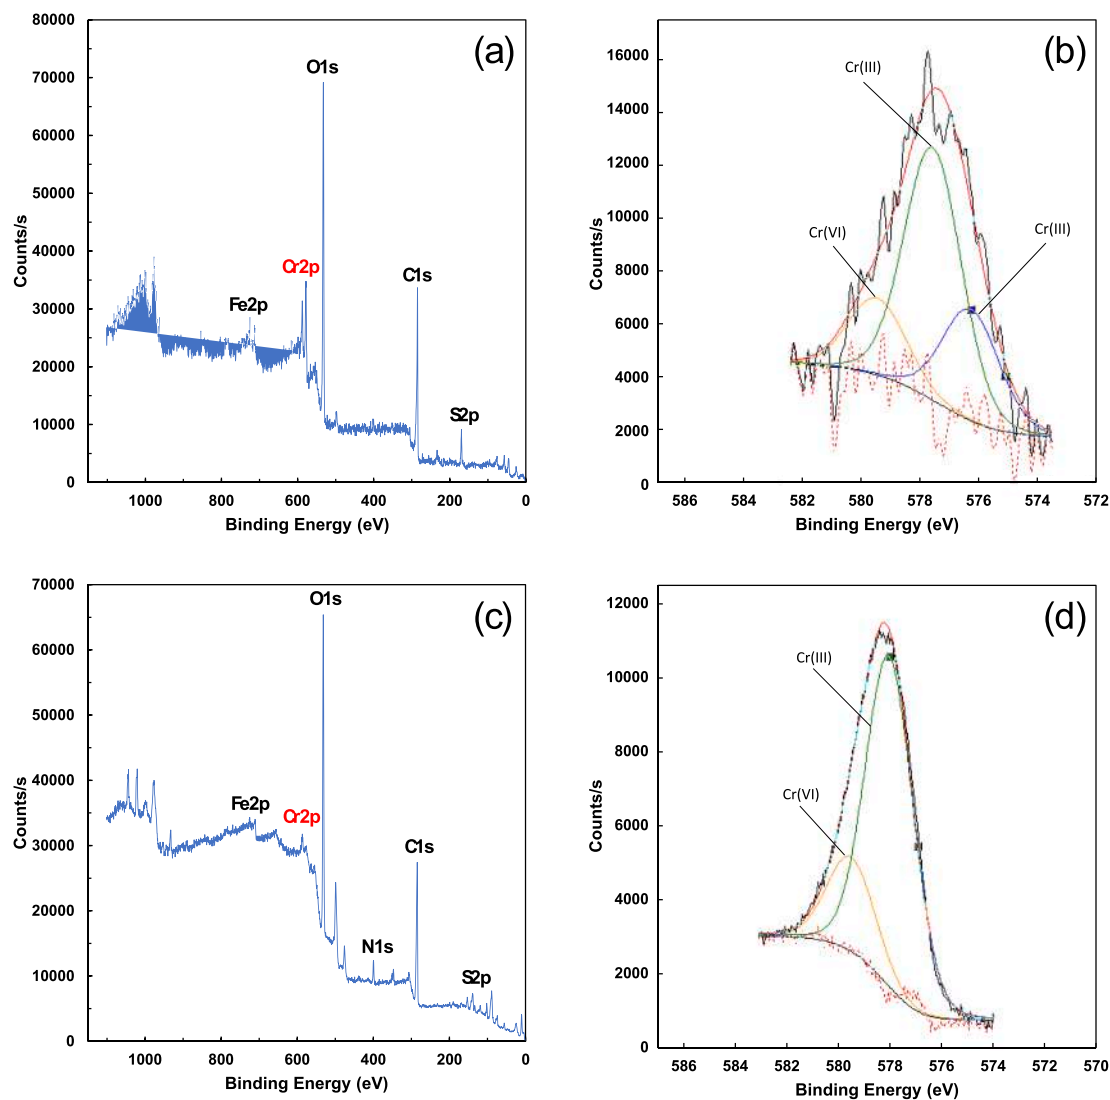 (a)
80000
70000
60000
50000
40000
30000
20000
10000
0
Counts/s
O1s
Cr2p
Fe2p
C1s
S2p
1000 800 600 400 200 0
Binding Energy (eV)
(b)
16000
14000
12000
10000
8000
6000
4000
2000
0
Counts/s
Cr(III)
Cr(VI)
Cr(III)
586 584 582 580 578 576 574 572
Binding Energy (eV)
(c)
70000
60000
50000
40000
30000
20000
10000
0
Counts/s
O1s
Fe2p
Cr2p
C1s
N1s
S2p
1000 800 600 400 200 0
Binding Energy (eV)
(d)
12000
10000
8000
6000
4000
2000
0
Counts/s
Cr(III)
Cr(VI)
586 584 582 580 578 576 574 572 570
Binding Energy (eV)